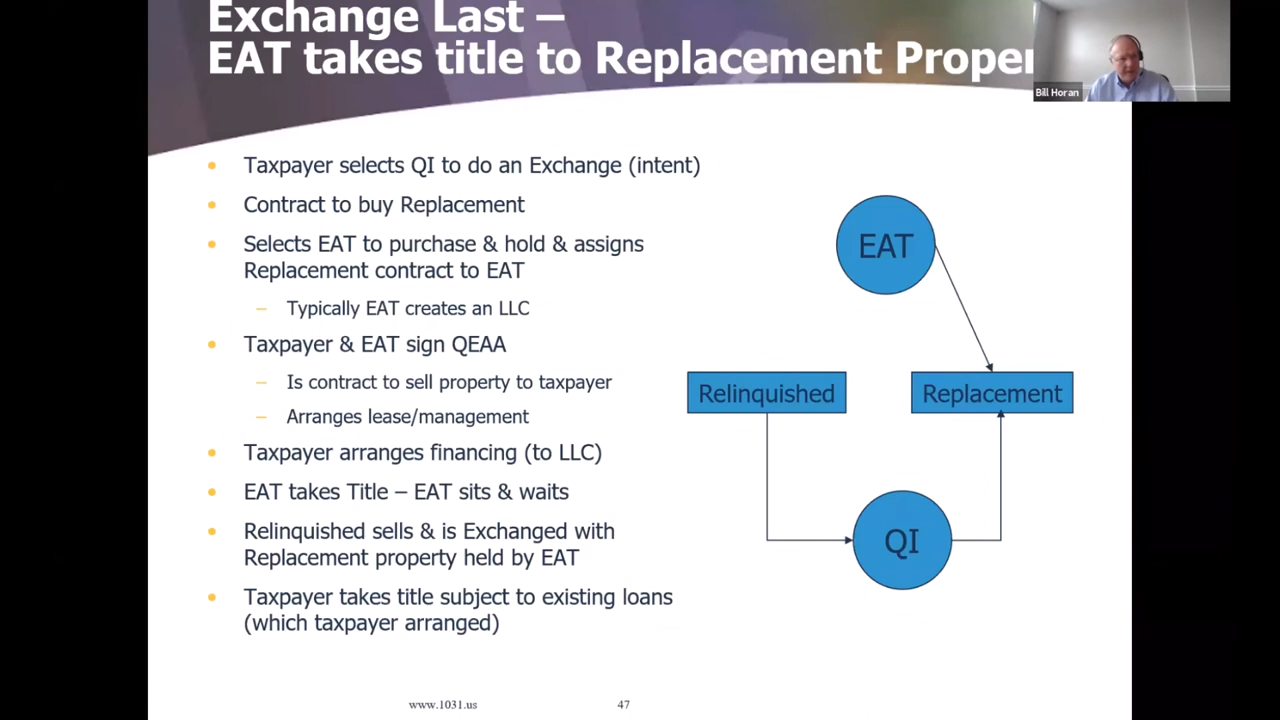 Exchange Last –
EAT takes title to Replacement Proper
Bill Horan
Taxpayer selects QI to do an Exchange (intent)
Contract to buy Replacement
Selects EAT to purchase & hold & assigns
Replacement contract to EAT
– Typically EAT creates an LLC
Taxpayer & EAT sign QEAA
– Is contract to sell property to taxpayer
– Arranges lease/management
Taxpayer arranges financing (to LLC)
EAT takes Title – EAT sits & waits
Relinquished sells & is Exchanged with
Replacement property held by EAT
Taxpayer takes title subject to existing loans
(which taxpayer arranged)
EAT
Relinquished
Replacement
QI
www.1031.us
47